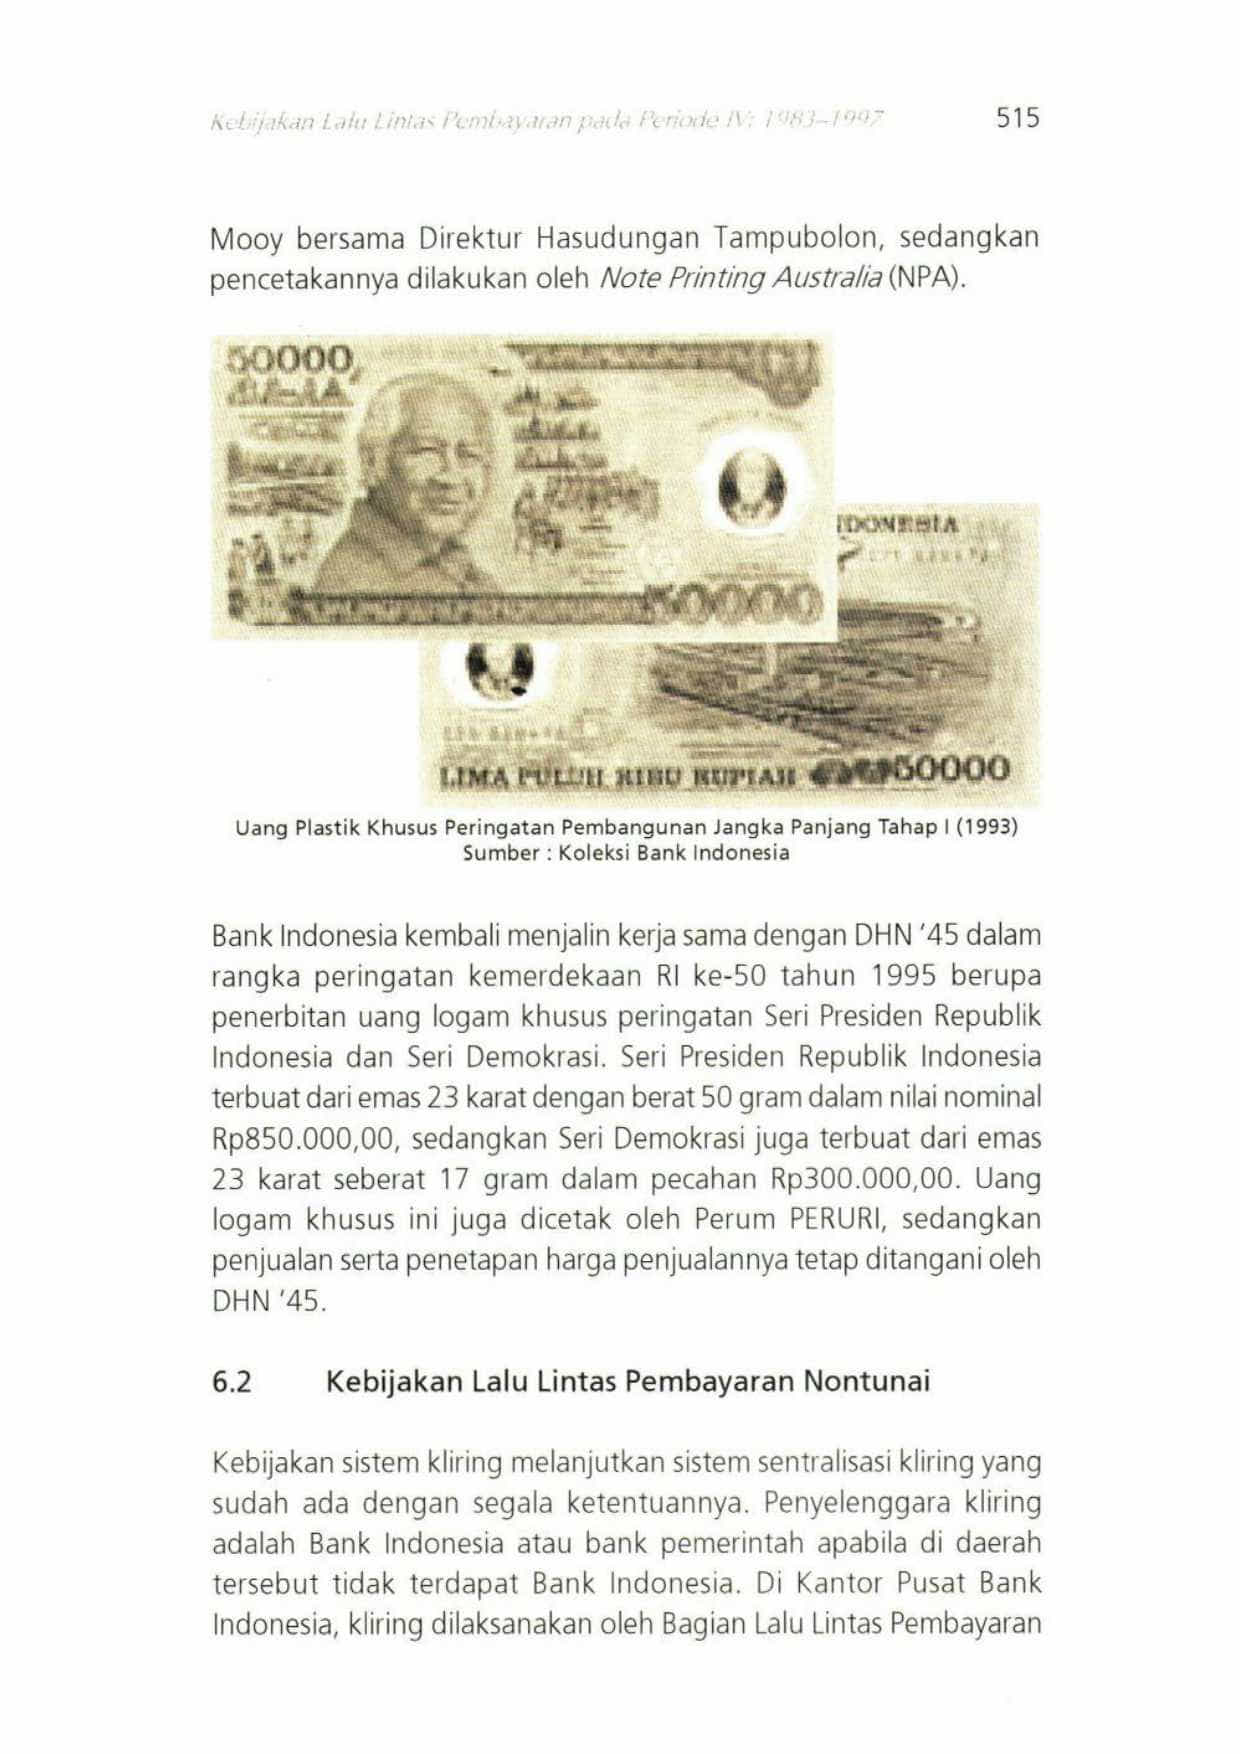 Kebijakan Lalu Lintas Pembayaran pada Periode IV: 1983–1997 515
Mooy bersama Direktur Hasudungan Tampubolon, sedangkan
pencetakannya dilakukan oleh Note Printing Australia (NPA).
50000
50000
INDONESIA
LIMA PULUH RIBU RUPIAH 50000
Uang Plastik Khusus Peringatan Pembangunan Jangka Panjang Tahap I (1993)
Sumber : Koleksi Bank Indonesia
Bank Indonesia kembali menjalin kerja sama dengan DHN '45 dalam
rangka peringatan kemerdekaan RI ke-50 tahun 1995 berupa
penerbitan uang logam khusus peringatan Seri Presiden Republik
Indonesia dan Seri Demokrasi. Seri Presiden Republik Indonesia
terbuat dari emas 23 karat dengan berat 50 gram dalam nilai nominal
Rp850.000,00, sedangkan Seri Demokrasi juga terbuat dari emas
23 karat seberat 17 gram dalam pecahan Rp300.000,00. Uang
logam khusus ini juga dicetak oleh Perum PERURI, sedangkan
penjualan serta penetapan harga penjualannya tetap ditangani oleh
DHN '45.
6.2 Kebijakan Lalu Lintas Pembayaran Nontunai
Kebijakan sistem kliring melanjutkan sistem sentralisasi kliring yang
sudah ada dengan segala ketentuannya. Penyelenggara kliring
adalah Bank Indonesia atau bank pemerintah apabila di daerah
tersebut tidak terdapat Bank Indonesia. Di Kantor Pusat Bank
Indonesia, kliring dilaksanakan oleh Bagian Lalu Lintas Pembayaran